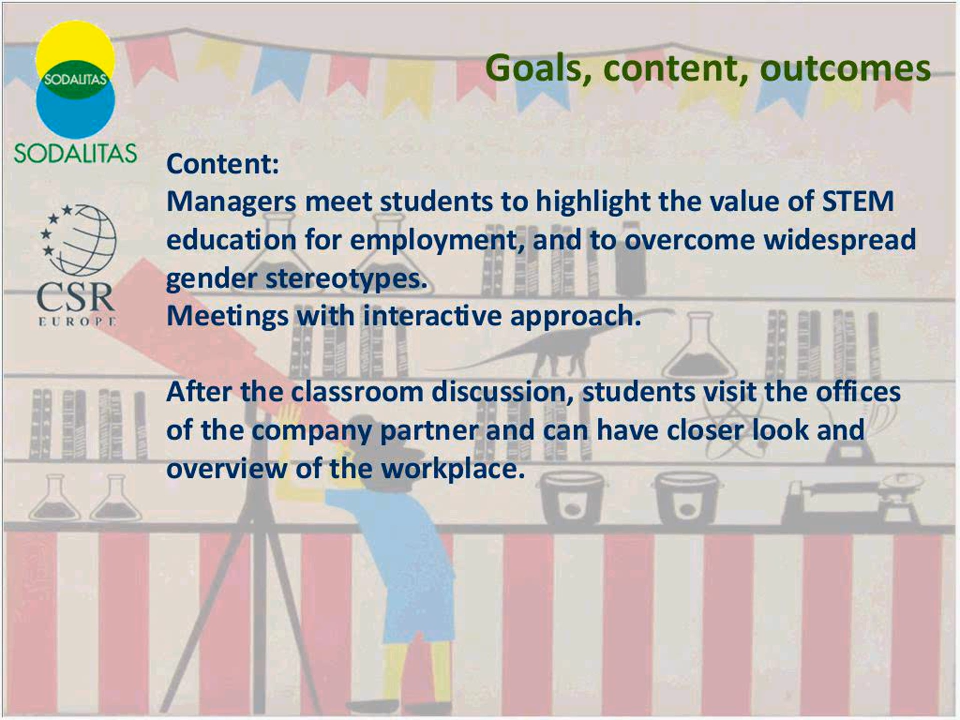 SODALITAS
SODALITAS
CSR
EUROPE
Goals, content, outcomes
Content:
Managers meet students to highlight the value of STEM
education for employment, and to overcome widespread
gender stereotypes.
Meetings with interactive approach.
After the classroom discussion, students visit the offices
of the company partner and can have closer look and
overview of the workplace.